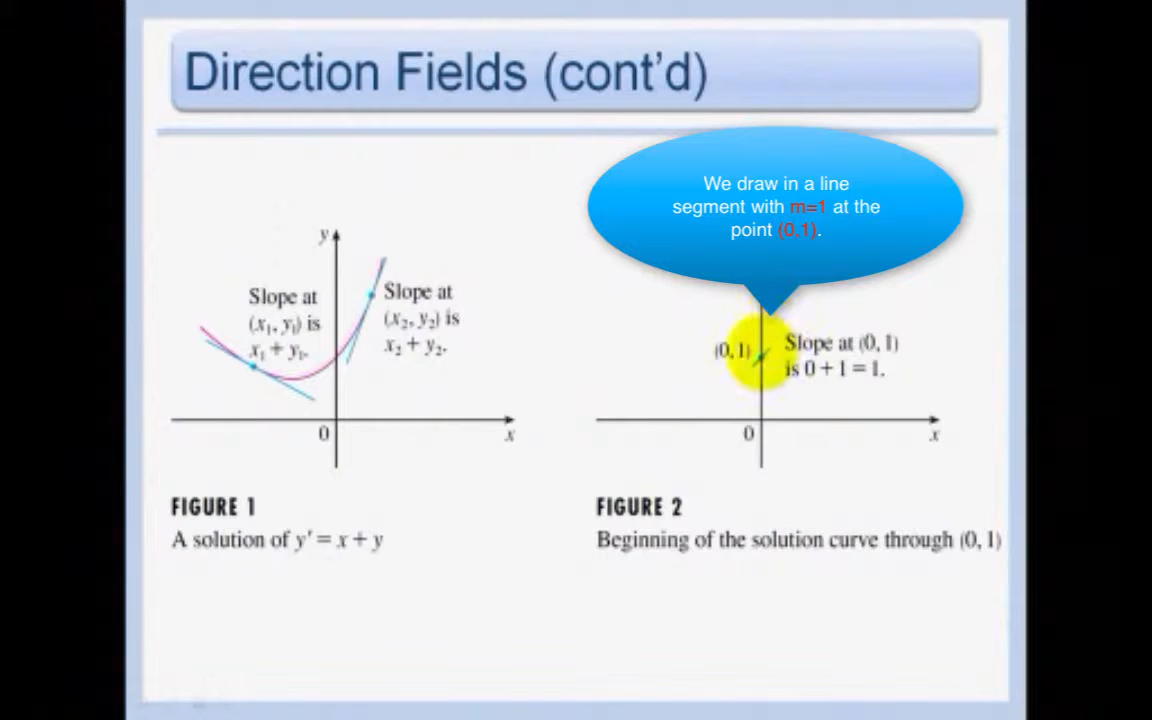 Direction Fields (cont'd)
We draw in a line
segment with m=1 at the
point (0,1).
y
Slope at
(x₁, y₁) is
x₁ + y₁.
Slope at
(x₂, y₂) is
x₂ + y₂.
0
x
(0, 1)
Slope at (0, 1)
is 0 + 1 = 1.
0
x
FIGURE 1
A solution of y′ = x + y
FIGURE 2
Beginning of the solution curve through (0, 1)